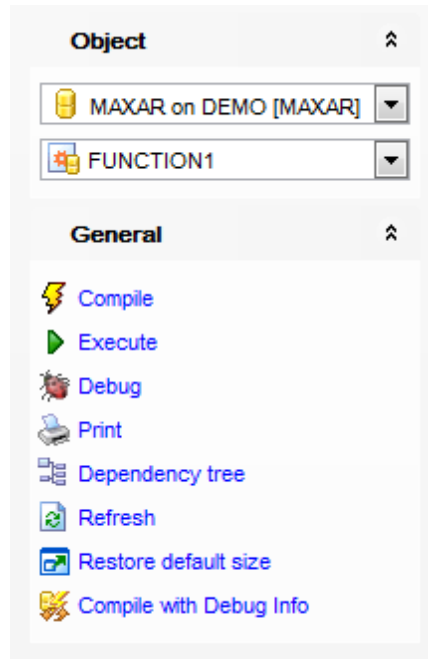 Object
MAXAR on DEMO [MAXAR]
FUNCTION1
General
Compile
Execute
Debug
Print
Dependency tree
Refresh
Restore default size
Compile with Debug Info